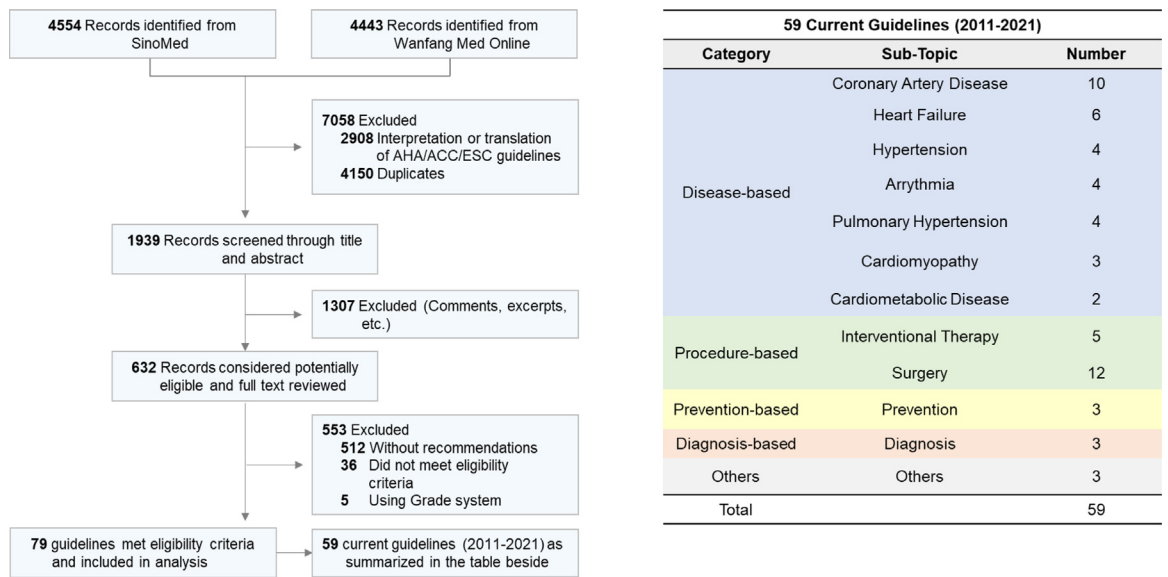 4554 Records identified from
SinoMed
4443 Records identified from
Wanfang Med Online
7058 Excluded
2908 Interpretation or translation
of AHA/ACC/ESC guidelines
4150 Duplicates
1939 Records screened through title
and abstract
1307 Excluded (Comments, excerpts,
etc.)
632 Records considered potentially
eligible and full text reviewed
553 Excluded
512 Without recommendations
36 Did not meet eligibility
criteria
5 Using Grade system
79 guidelines met eligibility criteria
and included in analysis
59 current guidelines (2011-2021) as
summarized in the table beside
59 Current Guidelines (2011-2021)
Category Sub-Topic Number
Coronary Artery Disease 10
Heart Failure 6
Hypertension 4
Arrythmia 4
Disease-based
Pulmonary Hypertension 4
Cardiomyopathy 3
Cardiometabolic Disease 2
Interventional Therapy 5
Procedure-based
Surgery 12
Prevention-based Prevention 3
Diagnosis-based Diagnosis 3
Others Others 3
Total 59